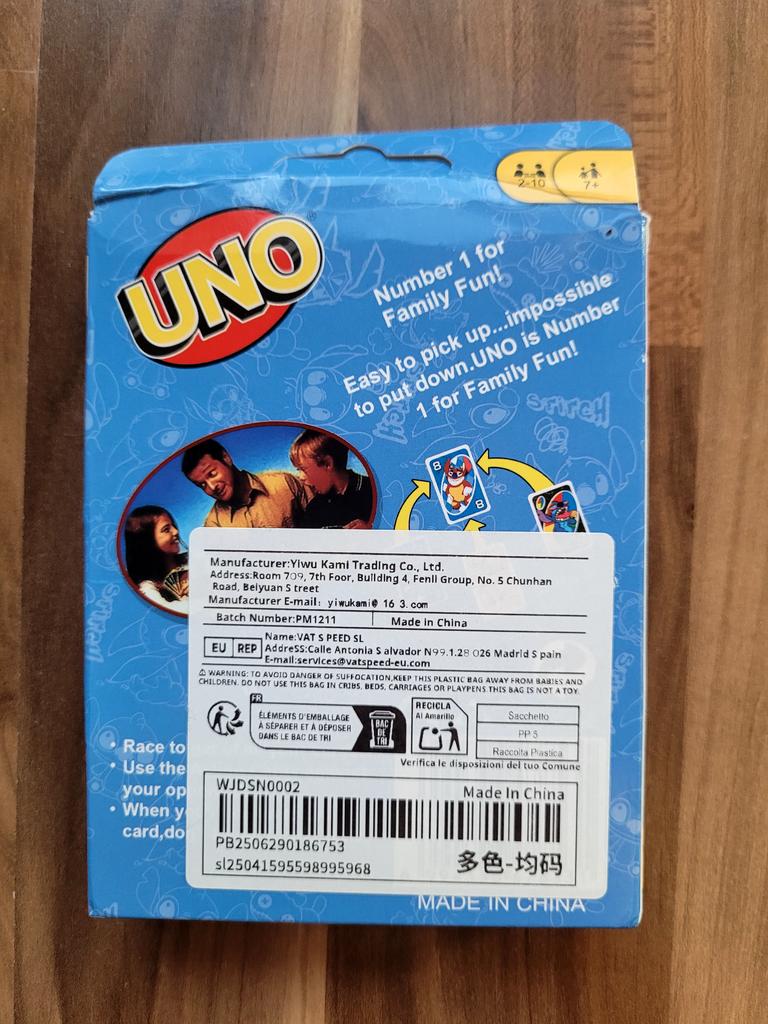 2-10
7+
UNO
®
Number 1 for
Family Fun!
Easy to pick up...impossible
to put down.UNO is Number
1 for Family Fun!
STITCH
8
8
Manufacturer:Yiwu Kami Trading Co., Ltd.
Address:Room 709, 7th Foor, Building 4, Fenli Group, No. 5 Chunhan
Road, Beiyuan S treet
Manufacturer E-mail: yiwukami@ 16 3.com
Batch Number:PM1211 Made in China
EU REP
Name:VAT S PEED SL
AddreSS:Calle Antonia S alvador N99.1.28 026 Madrid S pain
E-mail:services@vatspeed-eu.com
⚠ WARNING: TO AVOID DANGER OF SUFFOCATION,KEEP THIS PLASTIC BAG AWAY FROM BABIES AND
CHILDREN. DO NOT USE THIS BAG IN CRIBS, BEDS, CARRIAGES OR PLAYPENS.THIS BAG IS NOT A TOY.
FR
ÉLÉMENTS D'EMBALLAGE
À SÉPARER ET À DÉPOSER
DANS LE BAC DE TRI
BAC
DE
TRI
RECICLA
Al Amarillo
Sacchetto
PP 5
Raccolta Plastica
Verifica le disposizioni del tuo Comune
• Race to
• Use the
your op
• When y
card,do
WJDSN0002 Made In China
PB2506290186753
sl25041595598995968 多色-均码
MADE IN CHINA